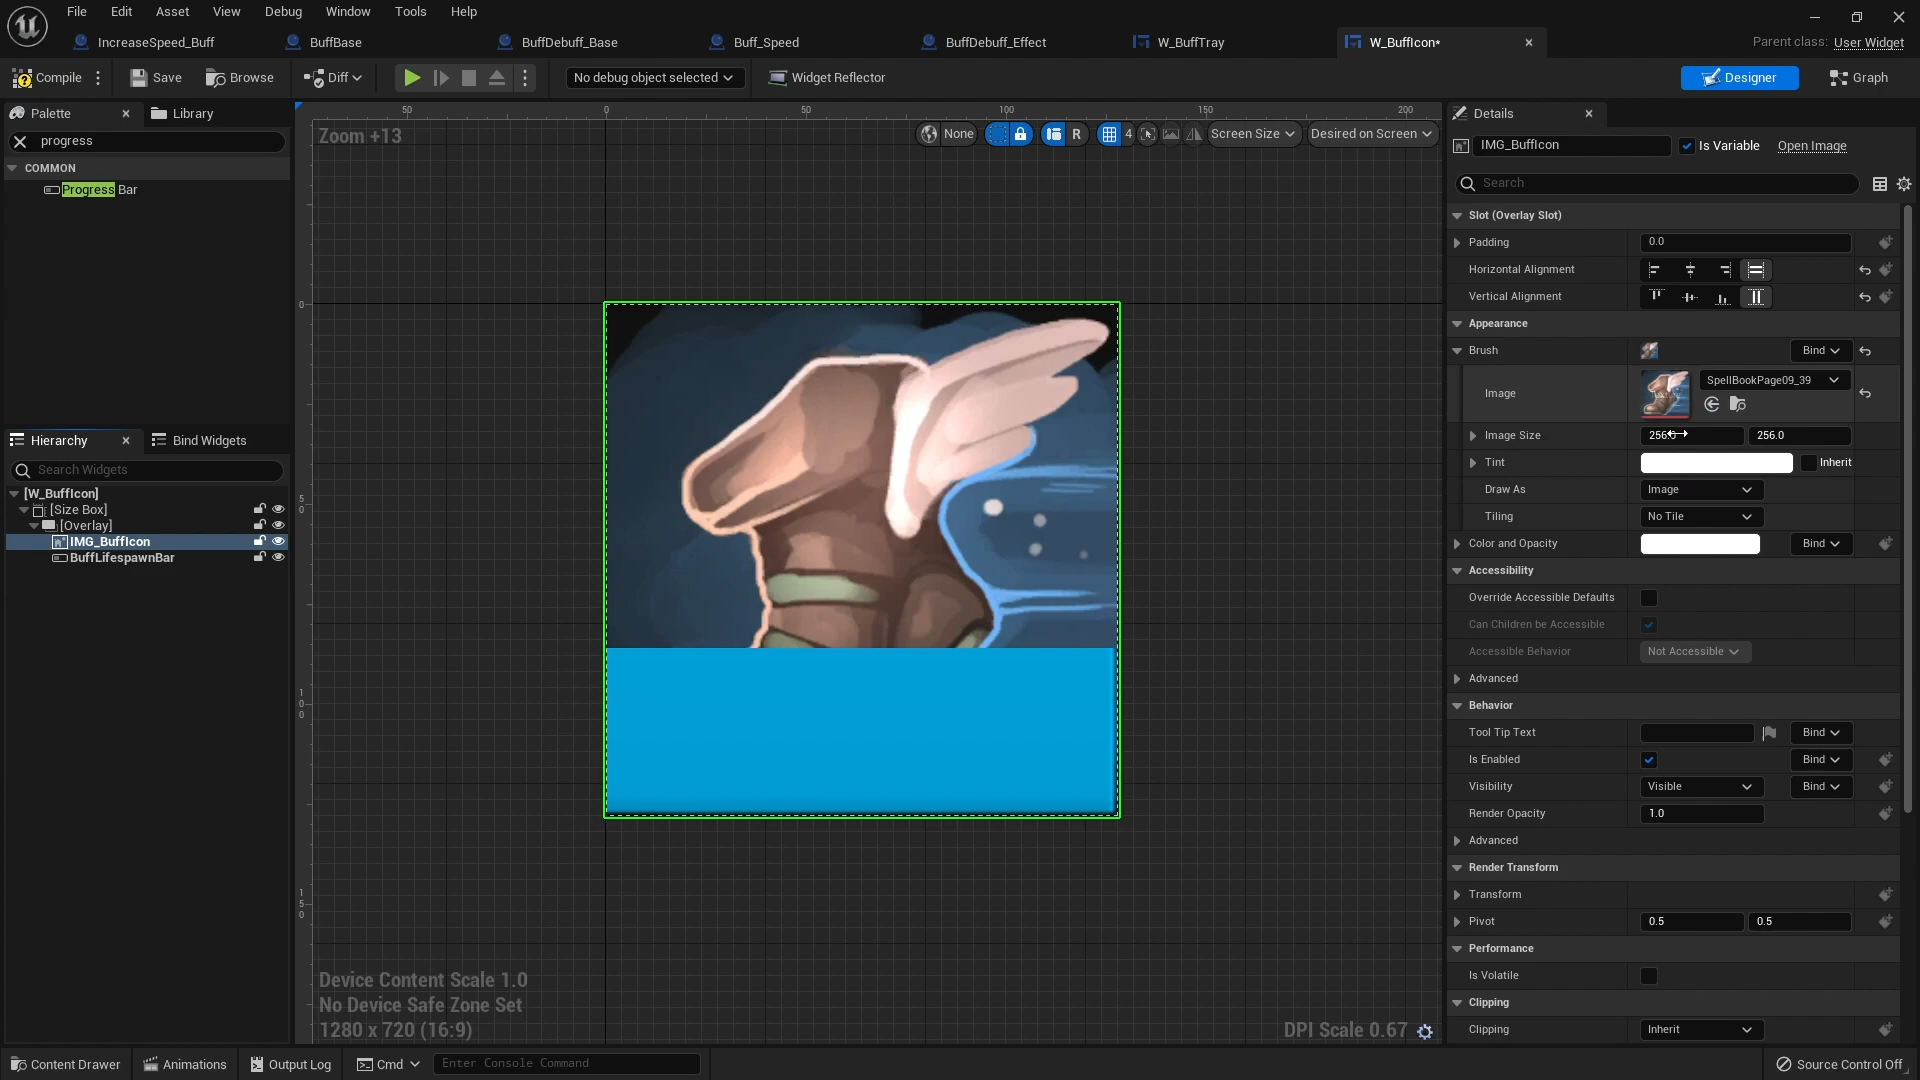 File Edit Asset View Debug Window Tools Help
IncreaseSpeed_Buff BuffBase BuffDebuff_Base Buff_Speed BuffDebuff_Effect W_BuffTray W_BuffIcon* Parent class: User Widget
Compile Save Browse Diff No debug object selected Widget Reflector Designer Graph
Palette Library
progress
COMMON
Progress Bar
Hierarchy Bind Widgets
Search Widgets
[W_BuffIcon]
[Size Box]
[Overlay]
IMG_BuffIcon
BuffLifespawnBar
50 0 50 100 150 200
Zoom +13 None R 4 Screen Size Desired on Screen
0
50
100
150
Device Content Scale 1.0
No Device Safe Zone Set
1280 x 720 (16:9) DPI Scale 0.67
Details
IMG_BuffIcon Is Variable Open Image
Search
Slot (Overlay Slot)
Padding 0.0
Horizontal Alignment
Vertical Alignment
Appearance
Brush Bind
Image SpellBookPage09_39
Image Size 256.0 256.0
Tint Inherit
Draw As Image
Tiling No Tile
Color and Opacity Bind
Accessibility
Override Accessible Defaults
Can Children be Accessible
Accessible Behavior Not Accessible
Advanced
Behavior
Tool Tip Text Bind
Is Enabled Bind
Visibility Visible Bind
Render Opacity 1.0
Advanced
Render Transform
Transform
Pivot 0.5 0.5
Performance
Is Volatile
Clipping
Clipping Inherit
Content Drawer Animations Output Log Cmd Enter Console Command Source Control Off